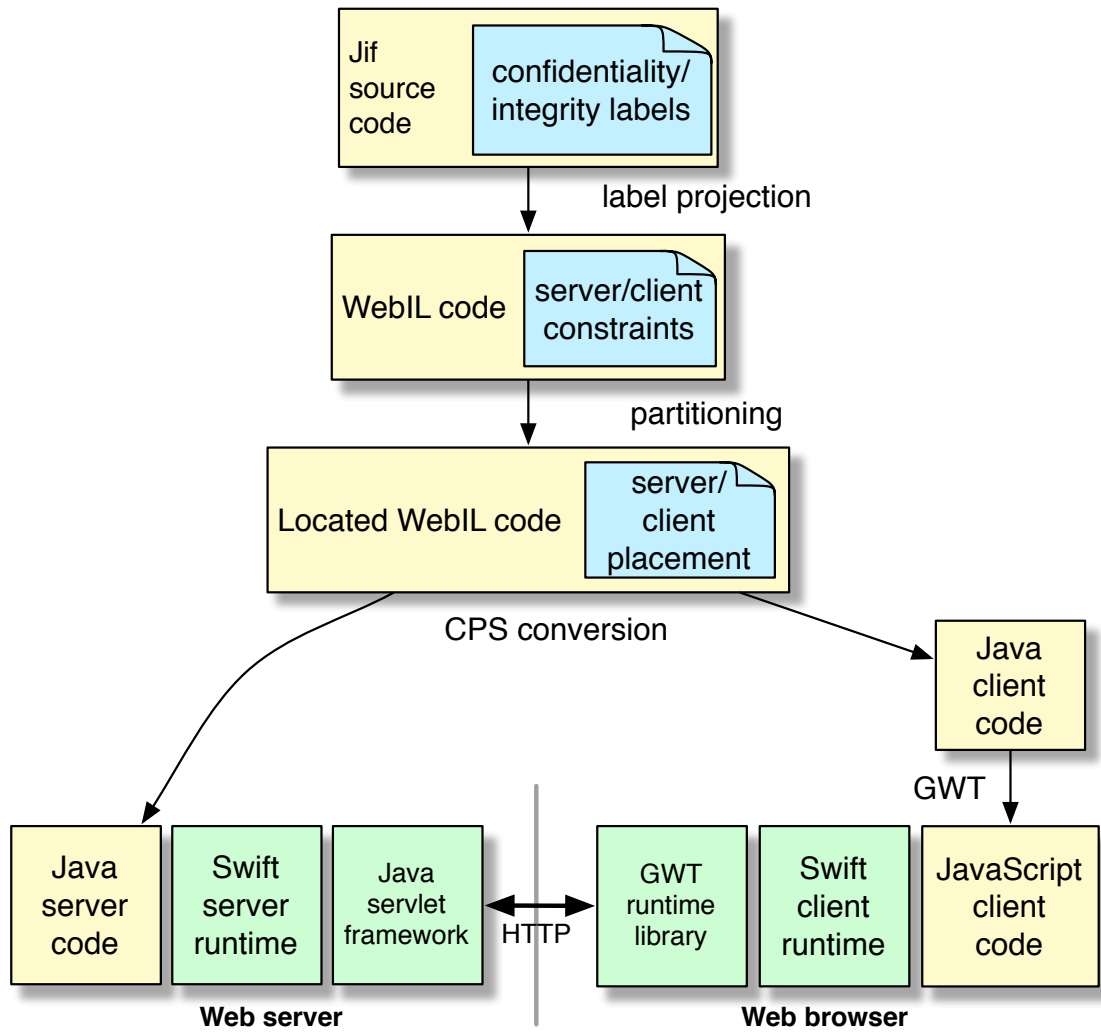 Jif
source
code
confidentiality/
integrity labels
label projection
WebIL code
server/client
constraints
partitioning
Located WebIL code
server/
client
placement
CPS conversion
Java
client
code
GWT
Java
server
code
Swift
server
runtime
Java
servlet
framework
HTTP
GWT
runtime
library
Swift
client
runtime
JavaScript
client
code
Web server
Web browser